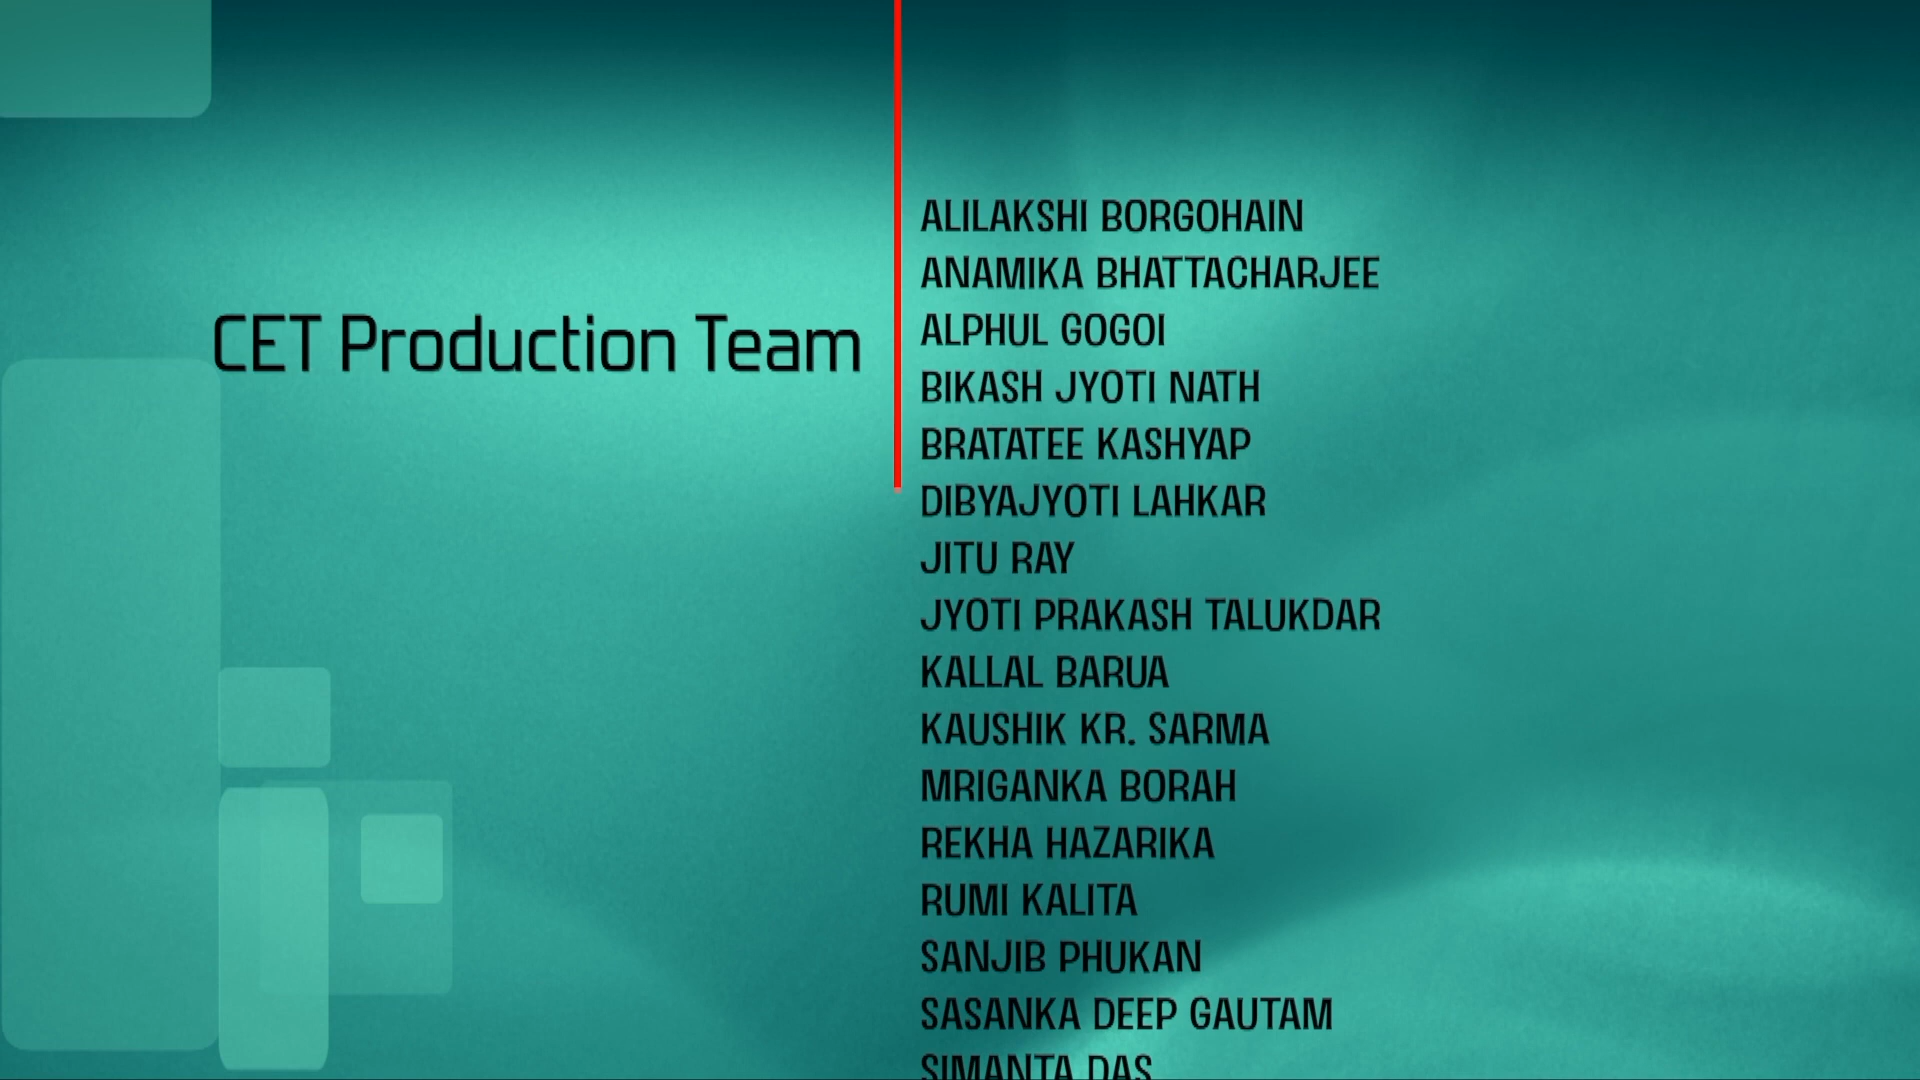 CET Production Team
ALILAKSHI BORGOHAIN
ANAMIKA BHATTACHARJEE
ALPHUL GOGOI
BIKASH JYOTI NATH
BRATATEE KASHYAP
DIBYAJYOTI LAHKAR
JITU RAY
JYOTI PRAKASH TALUKDAR
KALLAL BARUA
KAUSHIK KR. SARMA
MRIGANKA BORAH
REKHA HAZARIKA
RUMI KALITA
SANJIB PHUKAN
SASANKA DEEP GAUTAM
SIMANTA DAS